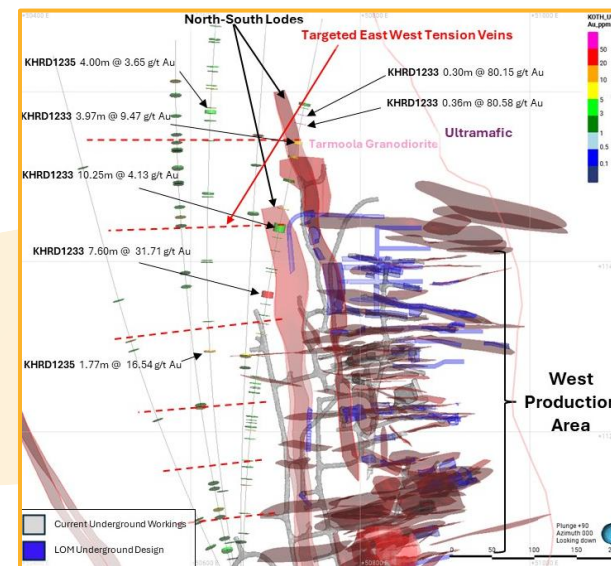 North-South Lodes
KOTH_U
Au_ppm
Targeted East West Tension Veins
KHRD1235 4.00m @ 3.65 g/t Au
KHRD1233 0.30m @ 80.15 g/t Au
KHRD1233 0.36m @ 80.58 g/t Au
KHRD1233 3.97m @ 9.47 g/t Au
Ultramafic
Tarmoola Granodiorite
50
20
10
5
3
1
0.5
0.1
KHRD1233 10.25m @ 4.13 g/t Au
KHRD1233 7.60m @ 31.71 g/t Au
KHRD1235 1.77m @ 16.54 g/t Au
West
Production
Area
Current Underground Workings
LOM Underground Design
Plunge +90
Azimuth 000
Looking down
0 50 100 150